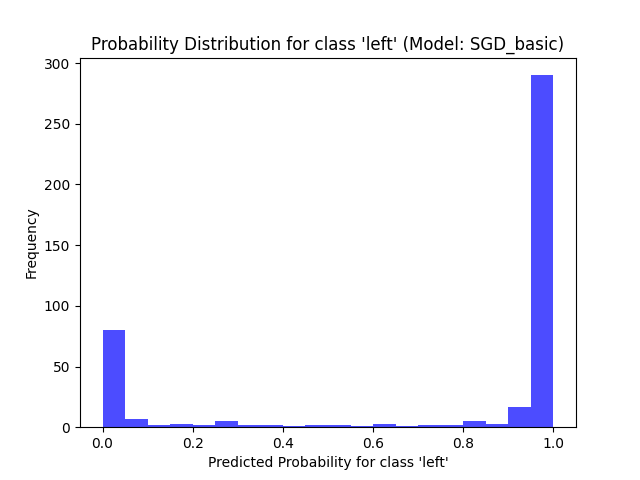 Probability Distribution for class 'left' (Model: SGD_basic)
300
250
200
150
100
50
0
Frequency
0.0 0.2 0.4 0.6 0.8 1.0
Predicted Probability for class 'left'